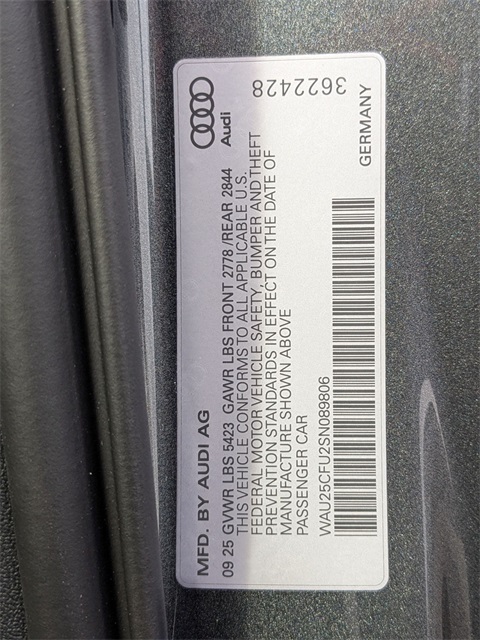 MFD. BY AUDI AG
Audi
09 25 GVWR LBS 5423 GAWR LBS FRONT 2778 /REAR 2844
THIS VEHICLE CONFORMS TO ALL APPLICABLE U.S.
FEDERAL MOTOR VEHICLE SAFETY, BUMPER AND THEFT
PREVENTION STANDARDS IN EFFECT ON THE DATE OF
MANUFACTURE SHOWN ABOVE
PASSENGER CAR
WAU25CFU2SN089806
GERMANY
3622428